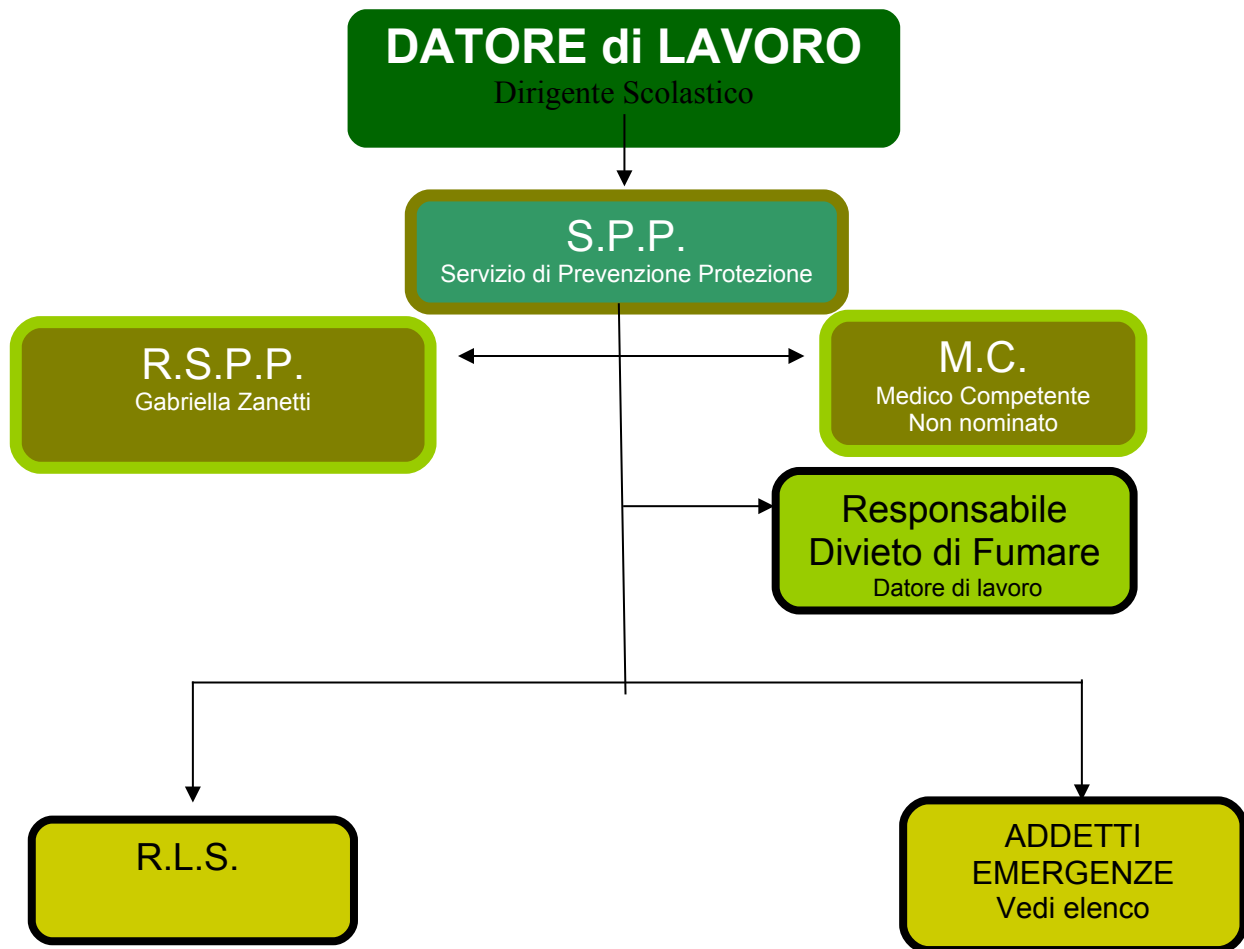 DATORE di LAVORO
Dirigente Scolastico
S.P.P.
Servizio di Prevenzione Protezione
R.S.P.P.
Gabriella Zanetti
M.C.
Medico Competente
Non nominato
Responsabile
Divieto di Fumare
Datore di lavoro
R.L.S.
ADDETTI
EMERGENZE
Vedi elenco